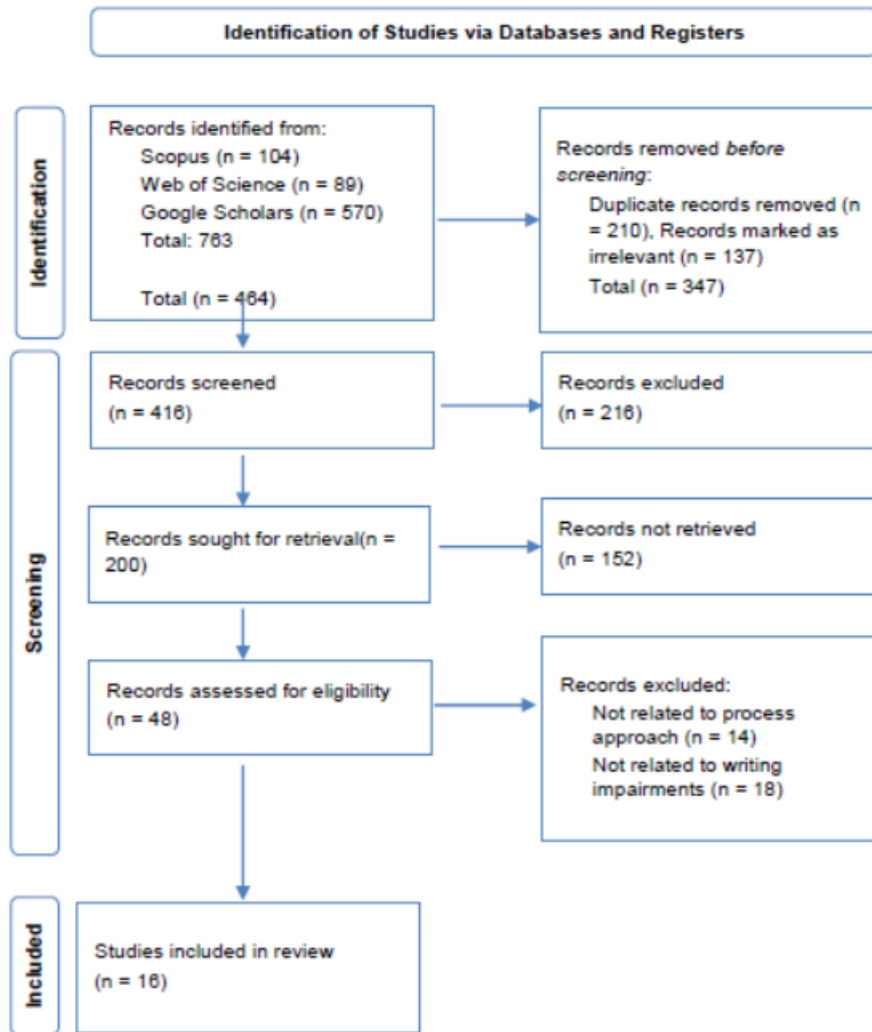 Identification of Studies via Databases and Registers
Identification
Records identified from:
Scopus (n = 104)
Web of Science (n = 89)
Google Scholars (n = 570)
Total: 763
Total (n = 464)
Records removed before
screening:
Duplicate records removed (n
= 210), Records marked as
irrelevant (n = 137)
Total (n = 347)
Screening
Records screened
(n = 416)
Records excluded
(n = 216)
Records sought for retrieval(n =
200)
Records not retrieved
(n = 152)
Records assessed for eligibility
(n = 48)
Records excluded:
Not related to process
approach (n = 14)
Not related to writing
impairments (n = 18)
Included
Studies included in review
(n = 16)